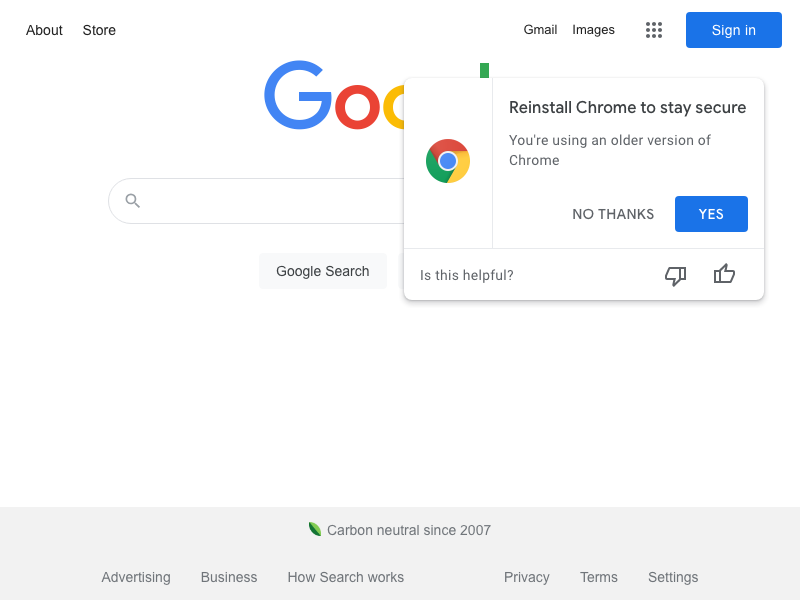 About Store Gmail Images Sign in
Reinstall Chrome to stay secure
You're using an older version of
Chrome
NO THANKS YES
Google Search
Is this helpful?
Carbon neutral since 2007
Advertising Business How Search works Privacy Terms Settings